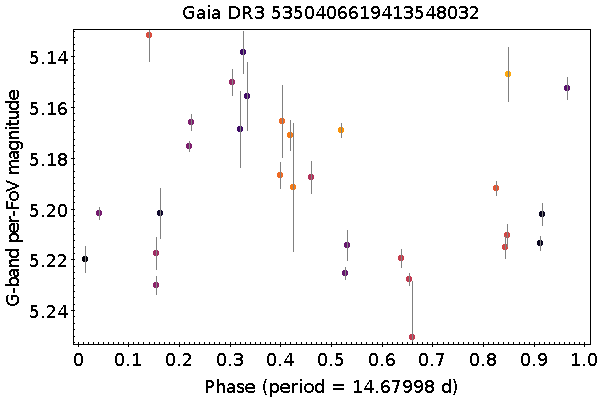 Gaia DR3 5350406619413548032
5.14
5.16
5.18
5.20
5.22
5.24
G-band per-FoV magnitude
0 0.1 0.2 0.3 0.4 0.5 0.6 0.7 0.8 0.9 1.0
Phase (period = 14.67998 d)